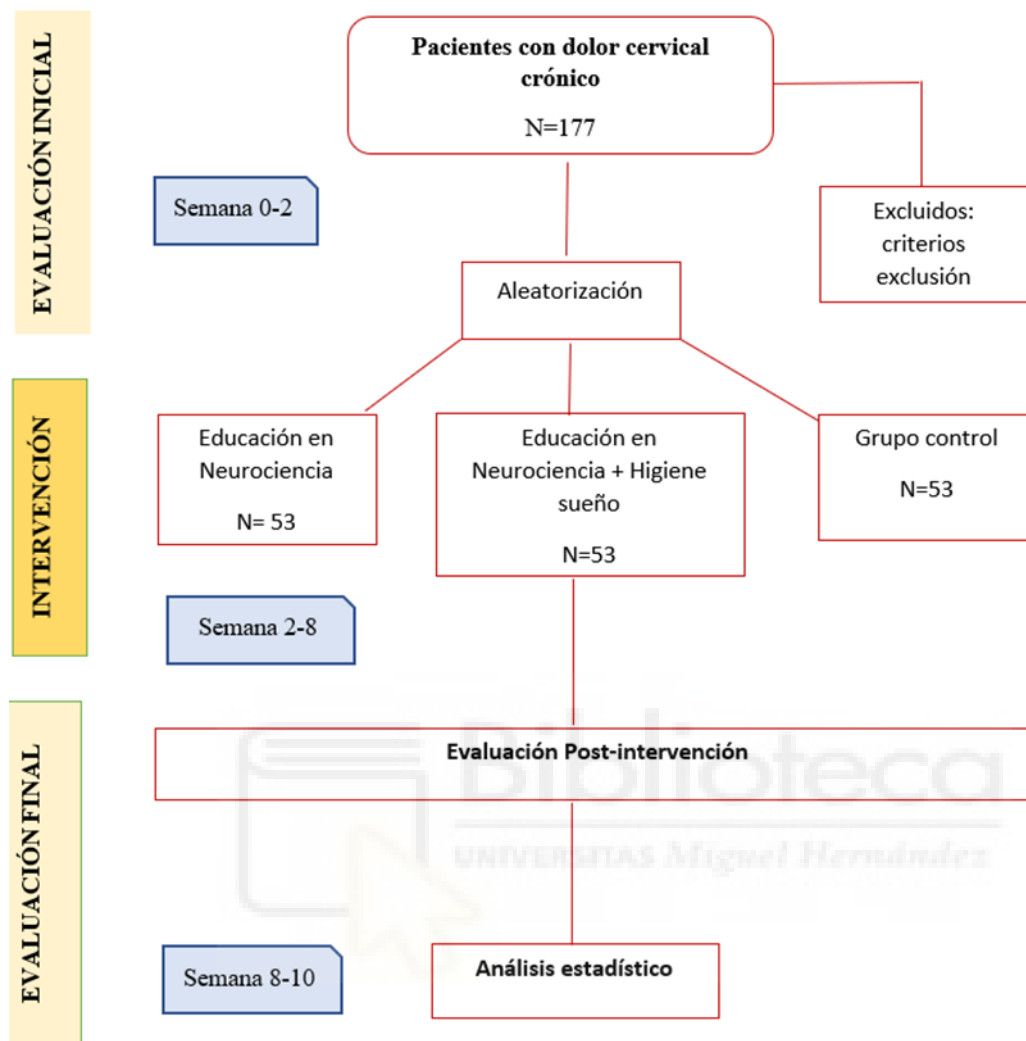 EVALUACIÓN INICIAL
Pacientes con dolor cervical
crónico
N=177
Semana 0-2
Excluidos:
criterios
exclusión
Aleatorización
INTERVENCIÓN
Educación en
Neurociencia
N= 53
Educación en
Neurociencia + Higiene
sueño
N=53
Grupo control
N=53
Semana 2-8
EVALUACIÓN FINAL
Evaluación Post-intervención
Biblioteca
UNIVERSITAS Miguel Hernández
Semana 8-10
Análisis estadístico